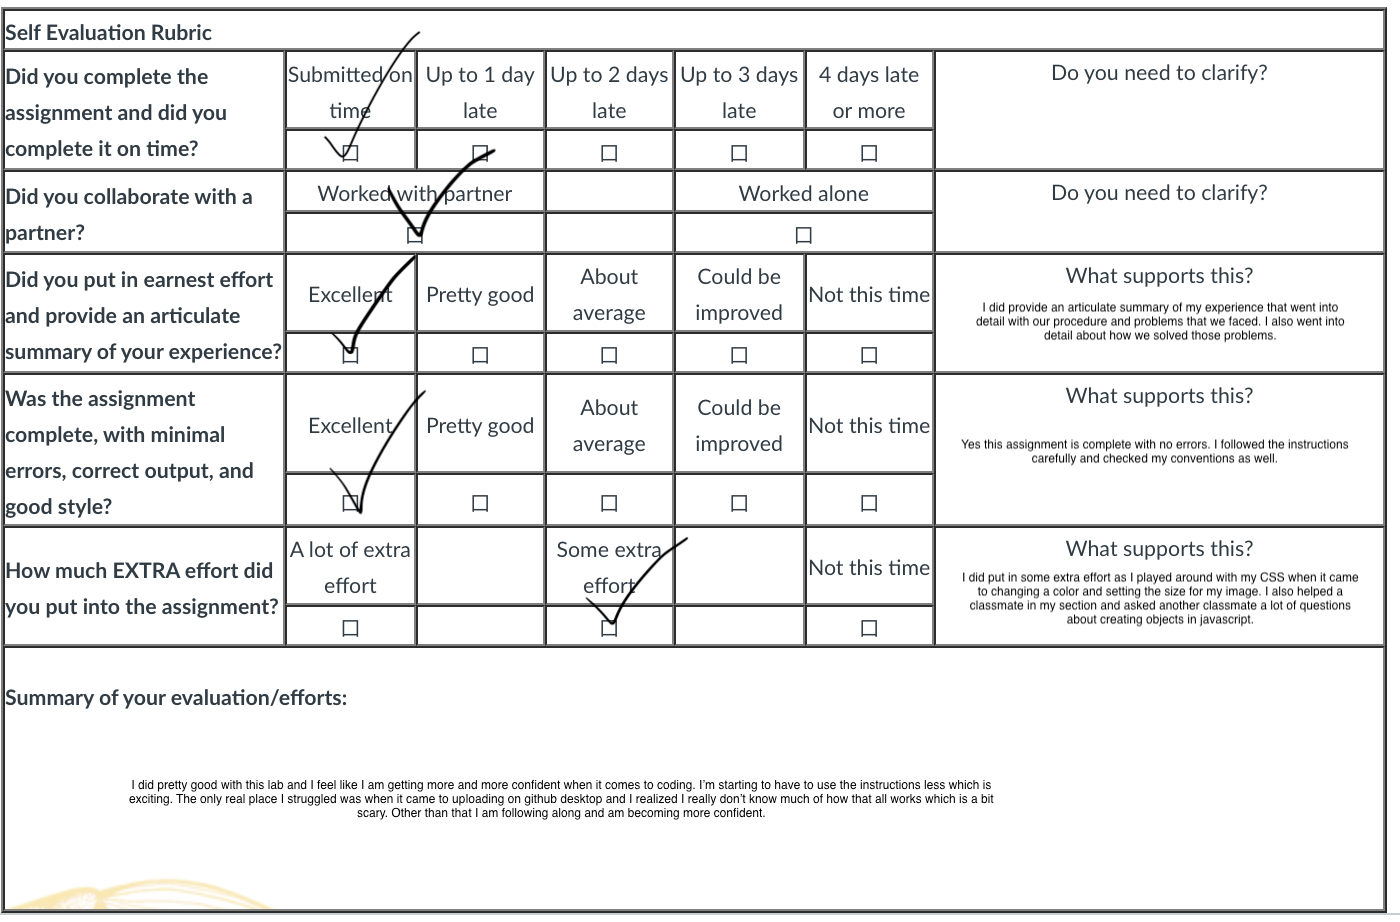 Self Evaluation Rubric
Did you complete the
assignment and did you
complete it on time?
Submitted on
time
Up to 1 day
late
Up to 2 days
late
Up to 3 days
late
4 days late
or more
Do you need to clarify?
☐ ☐ ☐ ☐ ☐
Did you collaborate with a
partner?
Worked with partner
Worked alone
Do you need to clarify?
☐ ☐
Did you put in earnest effort
and provide an articulate
summary of your experience?
Excellent
Pretty good
About
average
Could be
improved
Not this time
What supports this?
I did provide an articulate summary of my experience that went into
detail with our procedure and problems that we faced. I also went into
detail about how we solved those problems.
☐ ☐ ☐ ☐ ☐
Was the assignment
complete, with minimal
errors, correct output, and
good style?
Excellent
Pretty good
About
average
Could be
improved
Not this time
What supports this?
Yes this assignment is complete with no errors. I followed the instructions
carefully and checked my conventions as well.
☐ ☐ ☐ ☐ ☐
How much EXTRA effort did
you put into the assignment?
A lot of extra
effort
Some extra
effort
Not this time
What supports this?
I did put in some extra effort as I played around with my CSS when it came
to changing a color and setting the size for my image. I also helped a
classmate in my section and asked another classmate a lot of questions
about creating objects in javascript.
☐ ☐ ☐
Summary of your evaluation/efforts:
I did pretty good with this lab and I feel like I am getting more and more confident when it comes to coding. I'm starting to have to use the instructions less which is
exciting. The only real place I struggled was when it came to uploading on github desktop and I realized I really don't know much of how that all works which is a bit
scary. Other than that I am following along and am becoming more confident.